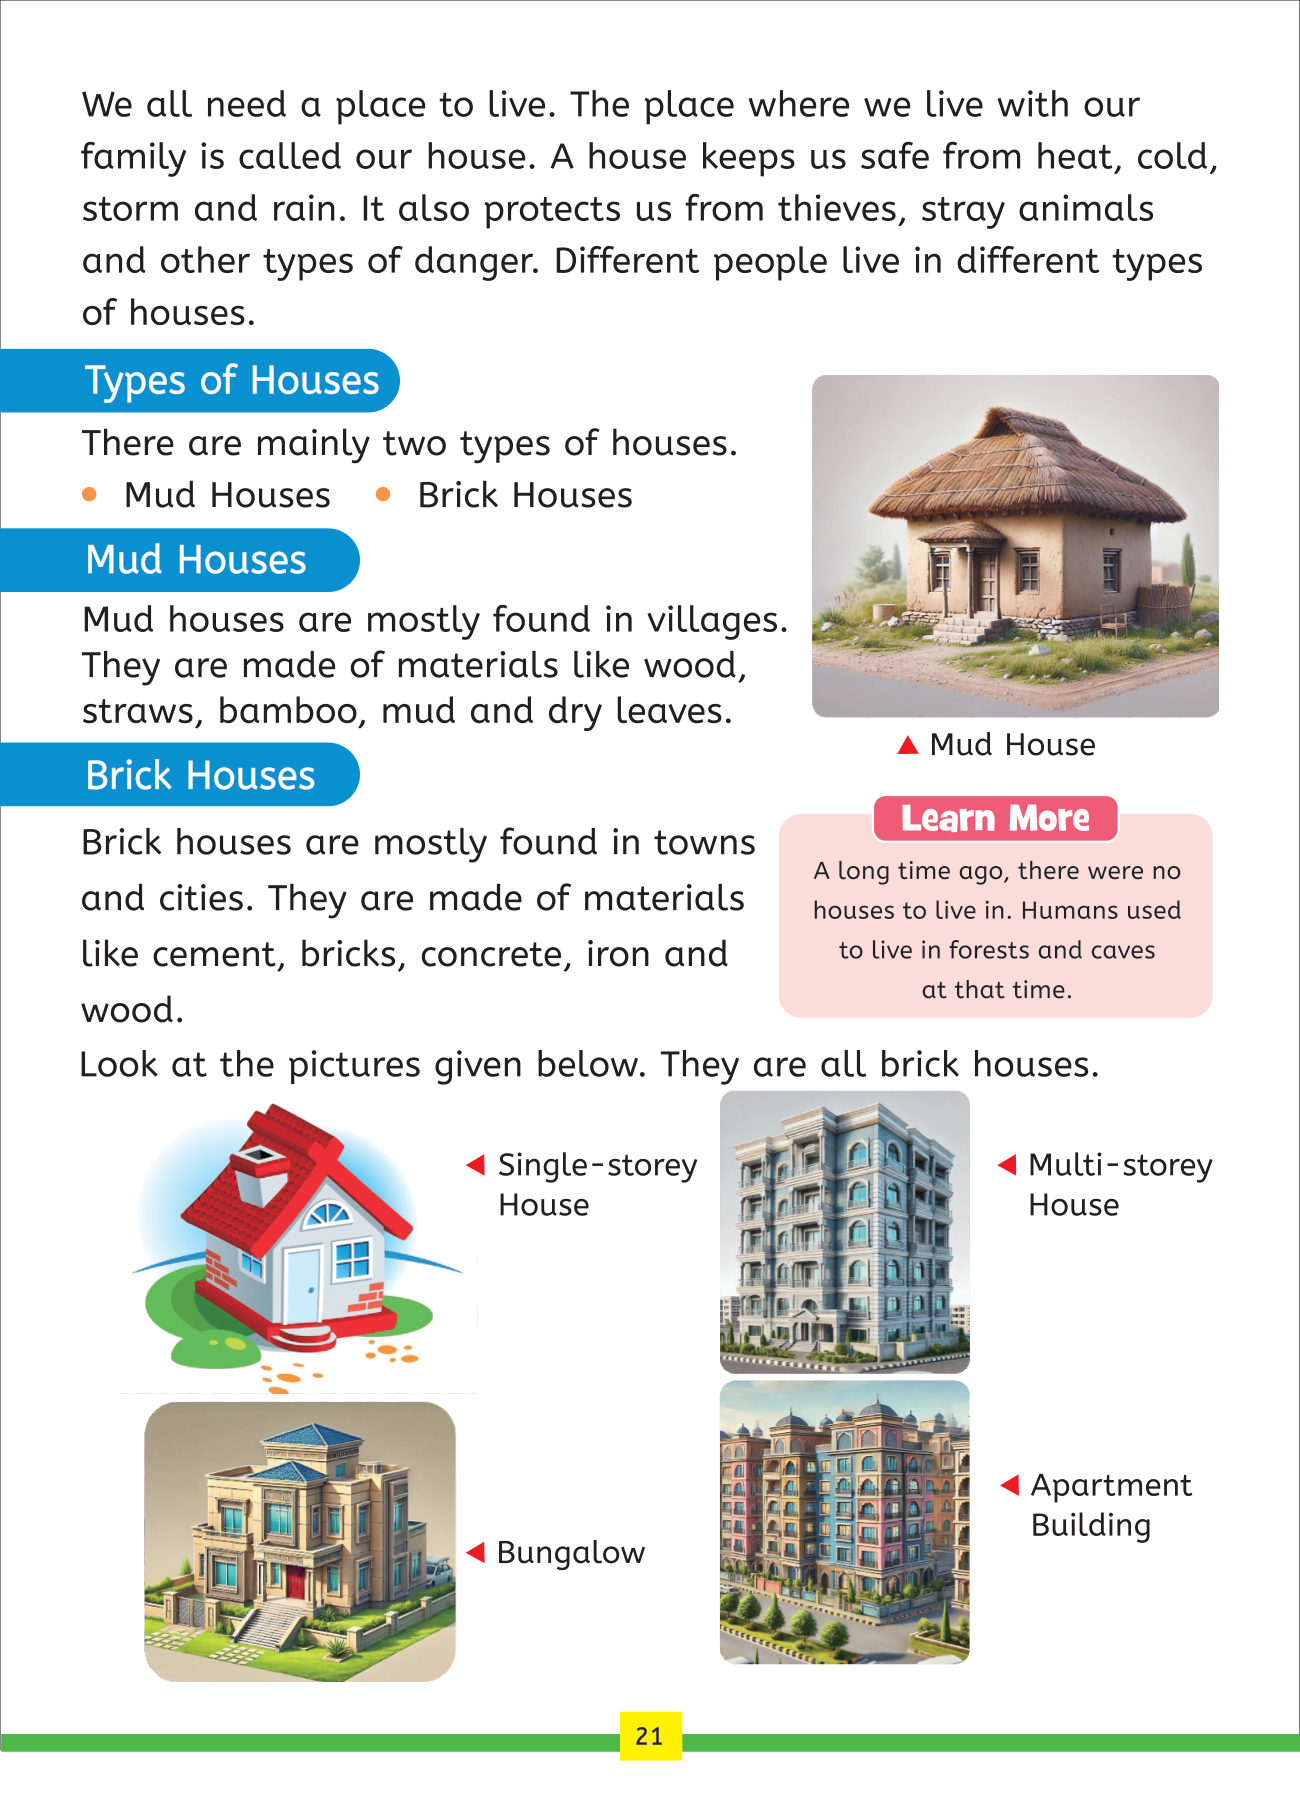 We all need a place to live. The place where we live with our
family is called our house. A house keeps us safe from heat, cold,
storm and rain. It also protects us from thieves, stray animals
and other types of danger. Different people live in different types
of houses.
Types of Houses
There are mainly two types of houses.
• Mud Houses • Brick Houses
Mud Houses
Mud houses are mostly found in villages.
They are made of materials like wood,
straws, bamboo, mud and dry leaves.
▲ Mud House
Brick Houses
Brick houses are mostly found in towns
and cities. They are made of materials
like cement, bricks, concrete, iron and
wood.
Learn More
A long time ago, there were no
houses to live in. Humans used
to live in forests and caves
at that time.
Look at the pictures given below. They are all brick houses.
◄ Single-storey
House
◄ Multi-storey
House
◄ Bungalow
◄ Apartment
Building
21